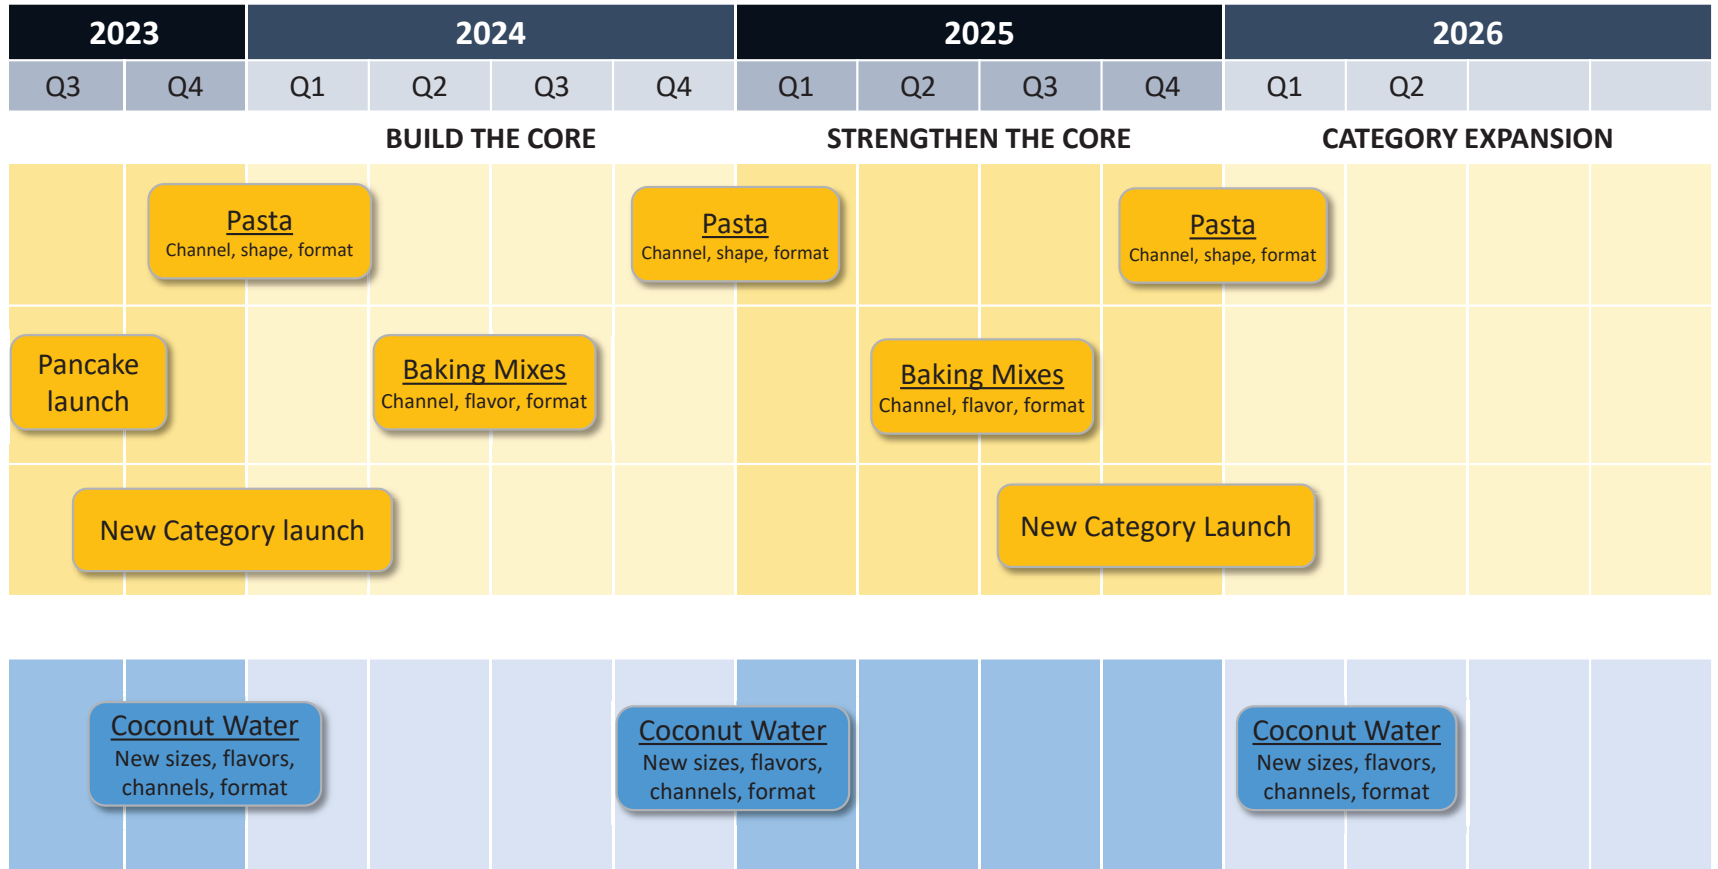 2023 2024 2025 2026
Q3 Q4 Q1 Q2 Q3 Q4 Q1 Q2 Q3 Q4 Q1 Q2
BUILD THE CORE STRENGTHEN THE CORE CATEGORY EXPANSION
Pasta
Channel, shape, format
Pasta
Channel, shape, format
Pasta
Channel, shape, format
Pancake
launch
Baking Mixes
Channel, flavor, format
Baking Mixes
Channel, flavor, format
New Category launch
New Category Launch
Coconut Water
New sizes, flavors,
channels, format
Coconut Water
New sizes, flavors,
channels, format
Coconut Water
New sizes, flavors,
channels, format